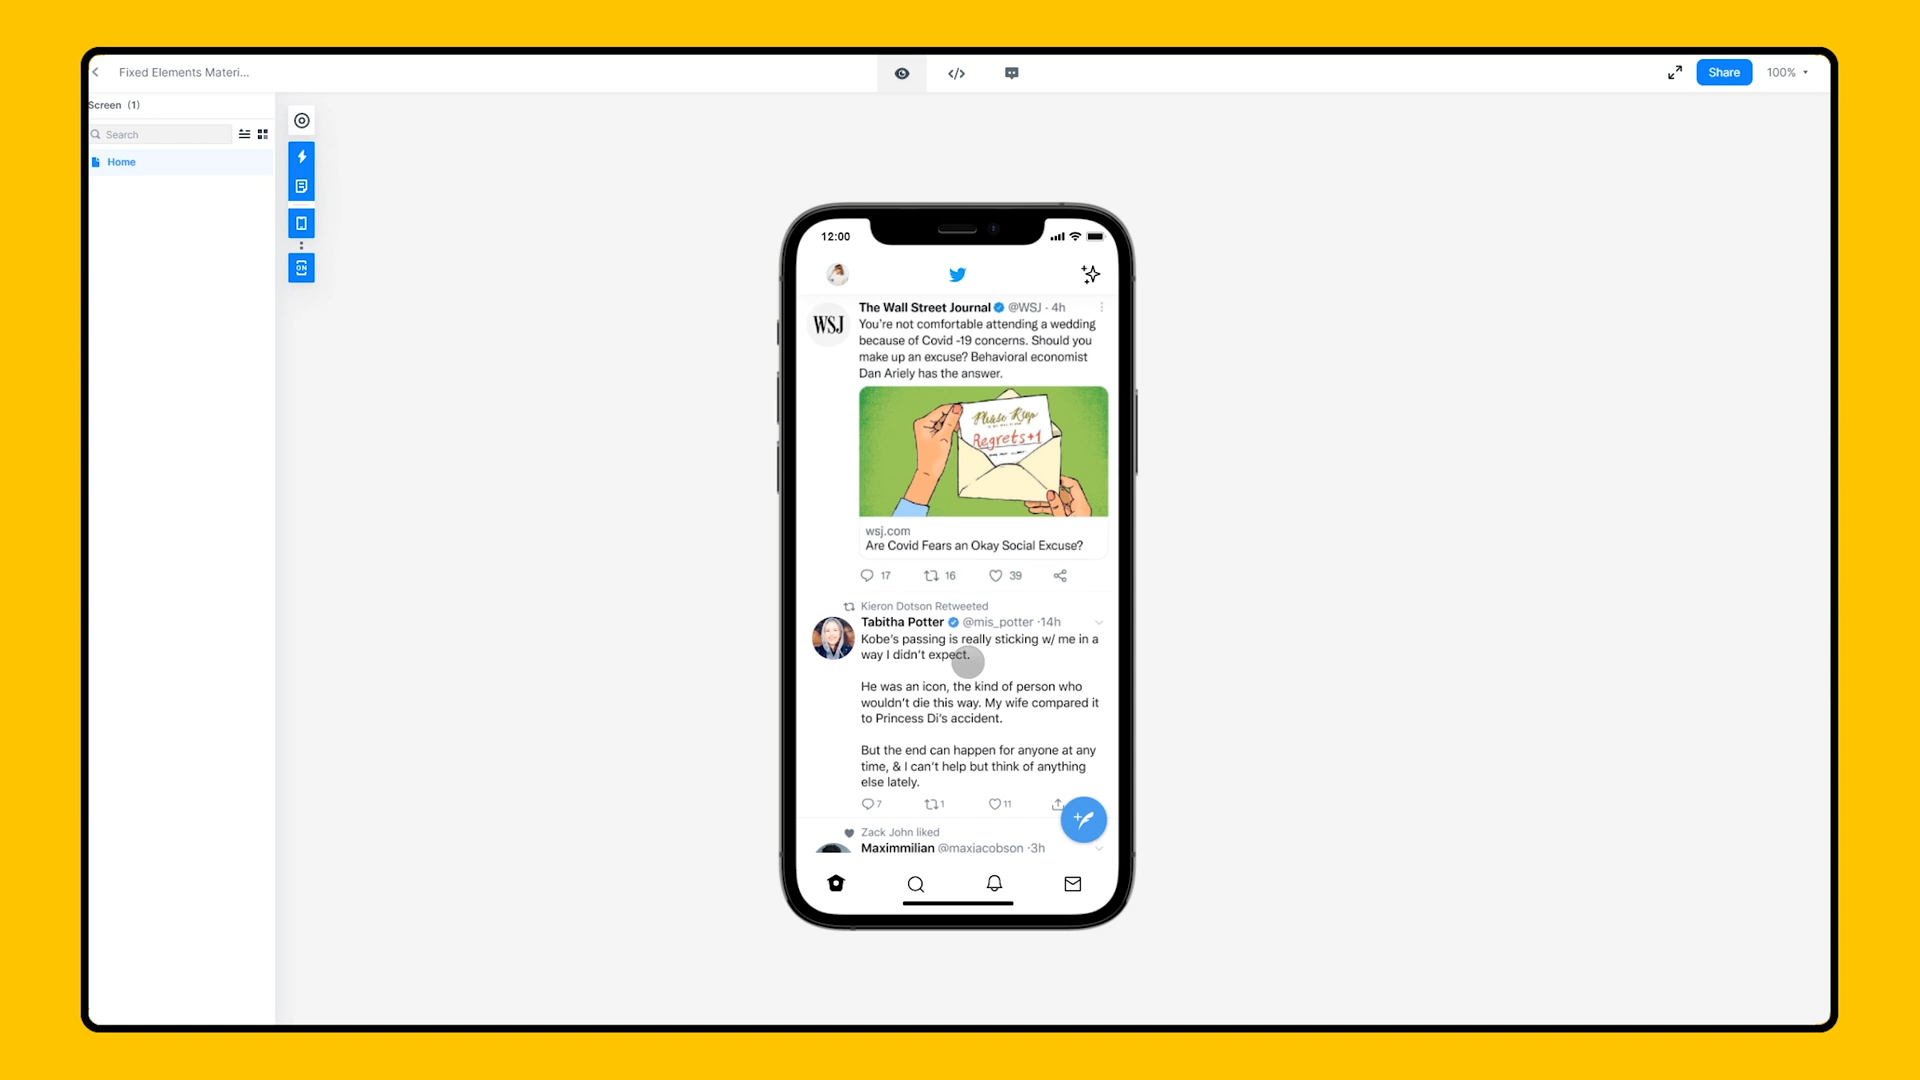 Fixed Elements Materi...
Share
100%
Screen (1)
Search
Home
ON
12:00
The Wall Street Journal @WSJ · 4h
WSJ
You're not comfortable attending a wedding
because of Covid -19 concerns. Should you
make up an excuse? Behavioral economist
Dan Ariely has the answer.
Please Rsvp
Regrets+1
wsj.com
Are Covid Fears an Okay Social Excuse?
17 16 39
Kieron Dotson Retweeted
Tabitha Potter @mis_potter ·14h
Kobe's passing is really sticking w/ me in a
way I didn't expect.
He was an icon, the kind of person who
wouldn't die this way. My wife compared it
to Princess Di's accident.
But the end can happen for anyone at any
time, & I can't help but think of anything
else lately.
7 1 11
Zack John liked
Maximmilian @maxiacobson ·3h